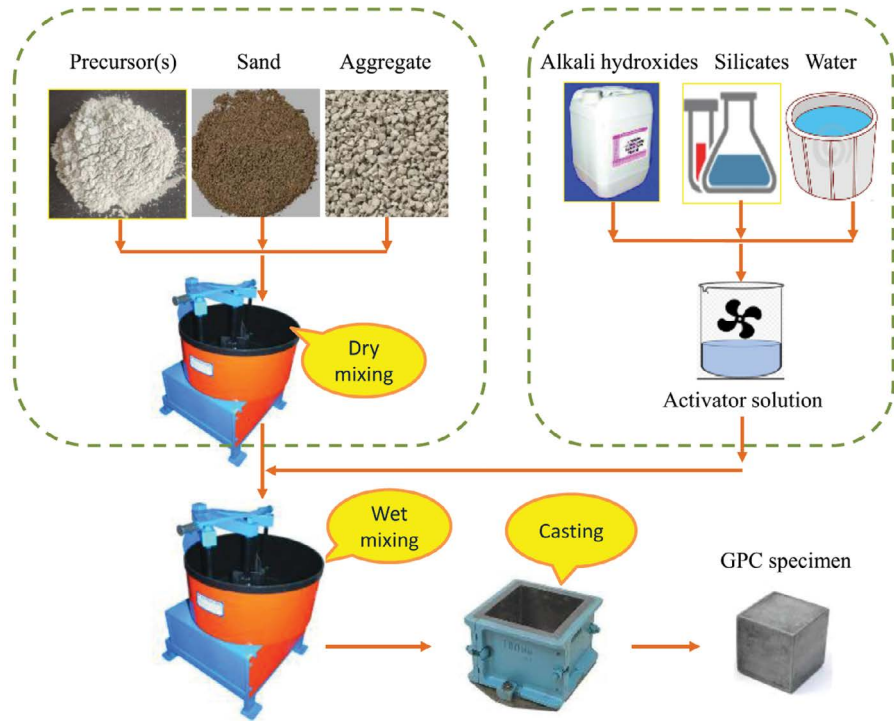 Precursor(s) Sand Aggregate
Alkali hydroxides Silicates Water
Dry
mixing
Activator solution
Wet
mixing
Casting
GPC specimen